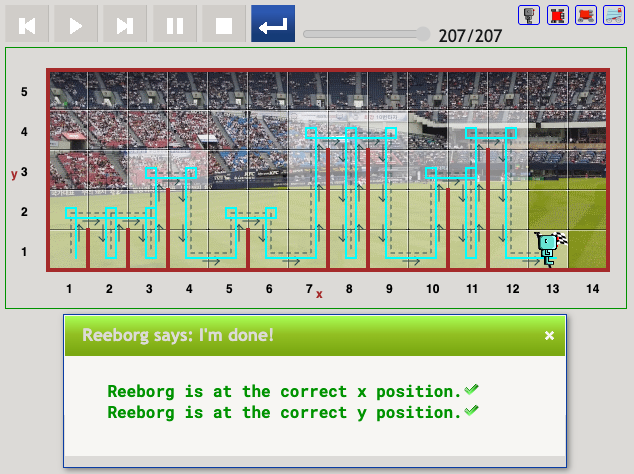 207/207
5
4
y 3
2
1
1 2 3 4 5 6 7 8 9 10 11 12 13 14
x
Reeborg says: I'm done! ×
Reeborg is at the correct x position.✔
Reeborg is at the correct y position.✔